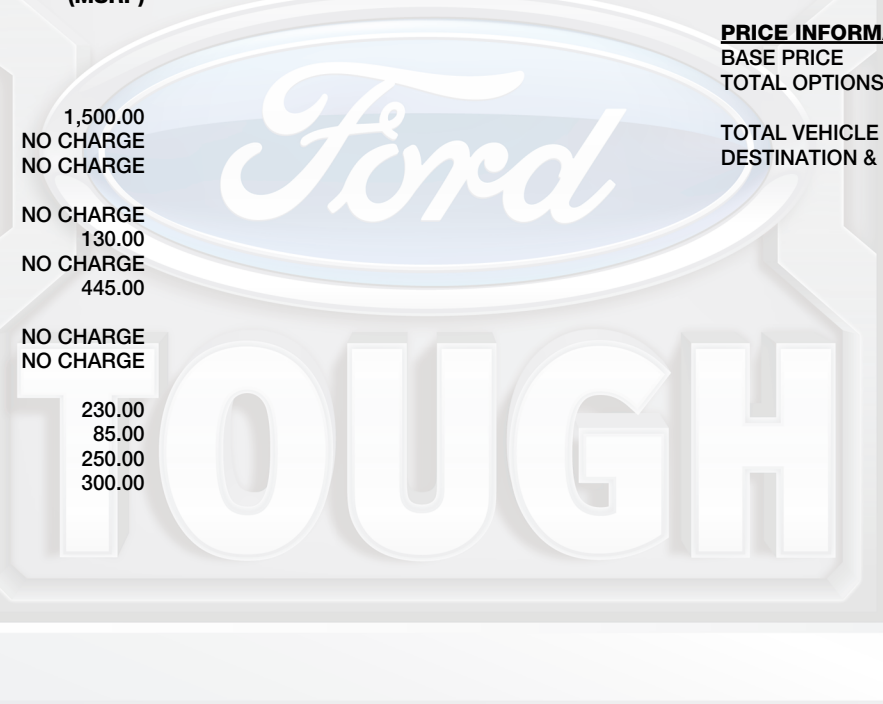 (MSRP)
1,500.00
NO CHARGE
NO CHARGE
NO CHARGE
130.00
NO CHARGE
445.00
NO CHARGE
NO CHARGE
230.00
85.00
250.00
300.00
PRICE INFORMA
BASE PRICE
TOTAL OPTIONS
TOTAL VEHICLE
DESTINATION &
Ford
TOUGH